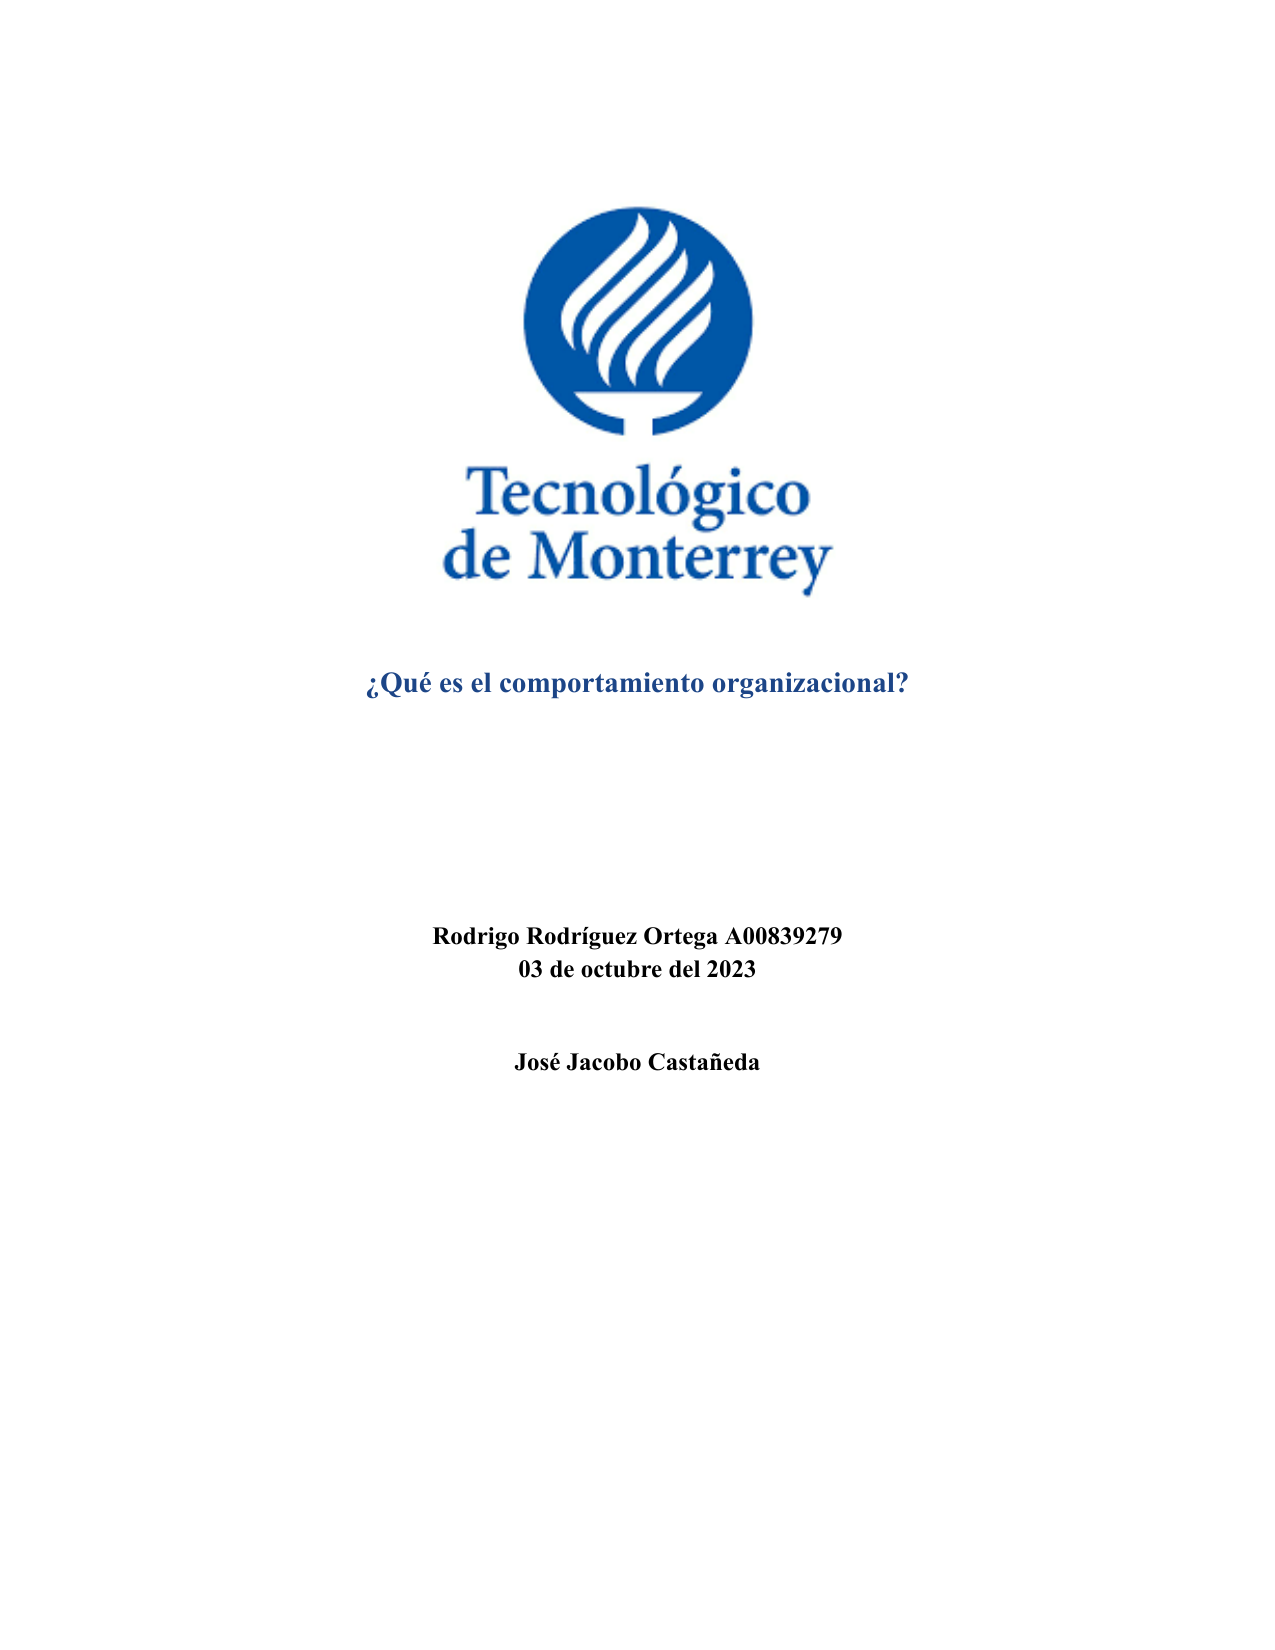 Tecnológico
de Monterrey
¿Qué es el comportamiento organizacional?
Rodrigo Rodríguez Ortega A00839279
03 de octubre del 2023
José Jacobo Castañeda